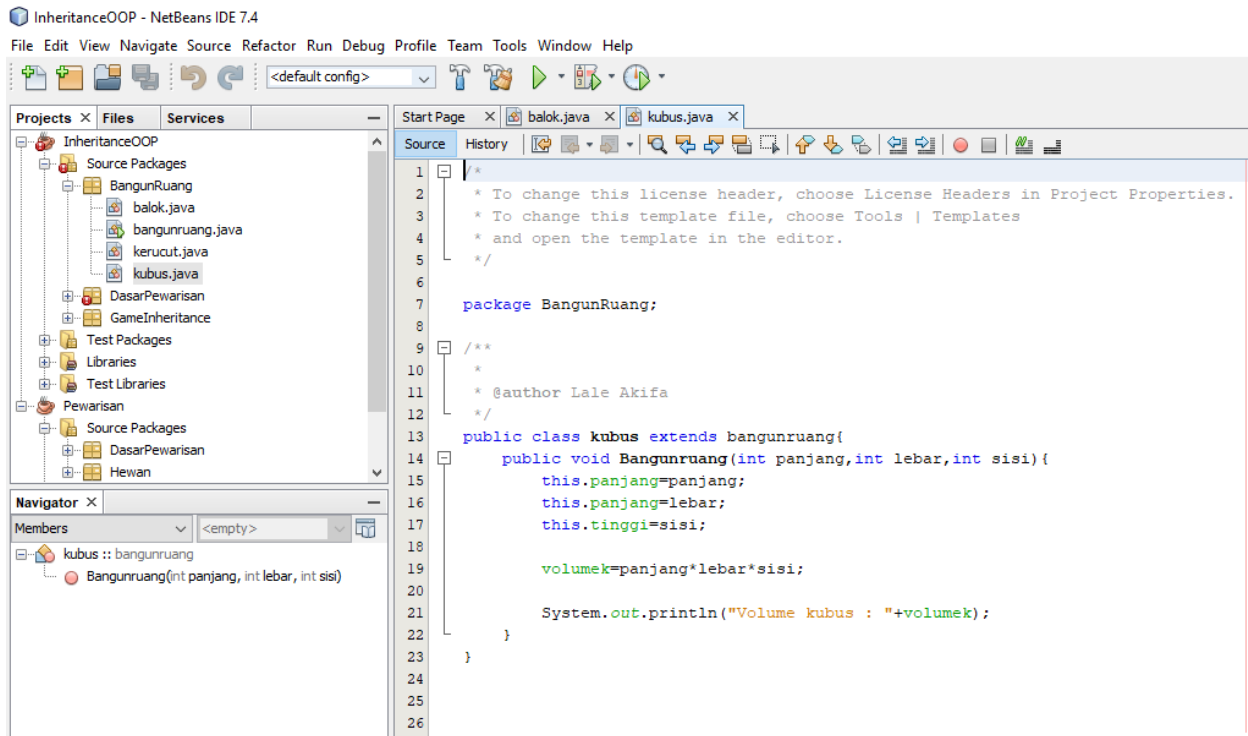 InheritanceOOP - NetBeans IDE 7.4
File Edit View Navigate Source Refactor Run Debug Profile Team Tools Window Help
<default config>
Projects Files Services
InheritanceOOP
Source Packages
BangunRuang
balok.java
bangunruang.java
kerucut.java
kubus.java
DasarPewarisan
GameInheritance
Test Packages
Libraries
Test Libraries
Pewarisan
Source Packages
DasarPewarisan
Hewan
Navigator
Members <empty>
kubus :: bangunruang
Bangunruang(int panjang, int lebar, int sisi)
Start Page balok.java kubus.java
Source History
1 /*
2 * To change this license header, choose License Headers in Project Properties.
3 * To change this template file, choose Tools | Templates
4 * and open the template in the editor.
5 */
6
7 package BangunRuang;
8
9 /**
10 *
11 * @author Lale Akifa
12 */
13 public class kubus extends bangunruang{
14 public void Bangunruang(int panjang,int lebar,int sisi){
15 this.panjang=panjang;
16 this.panjang=lebar;
17 this.tinggi=sisi;
18
19 volumek=panjang*lebar*sisi;
20
21 System.out.println("Volume kubus : "+volumek);
22 }
23 }
24
25
26